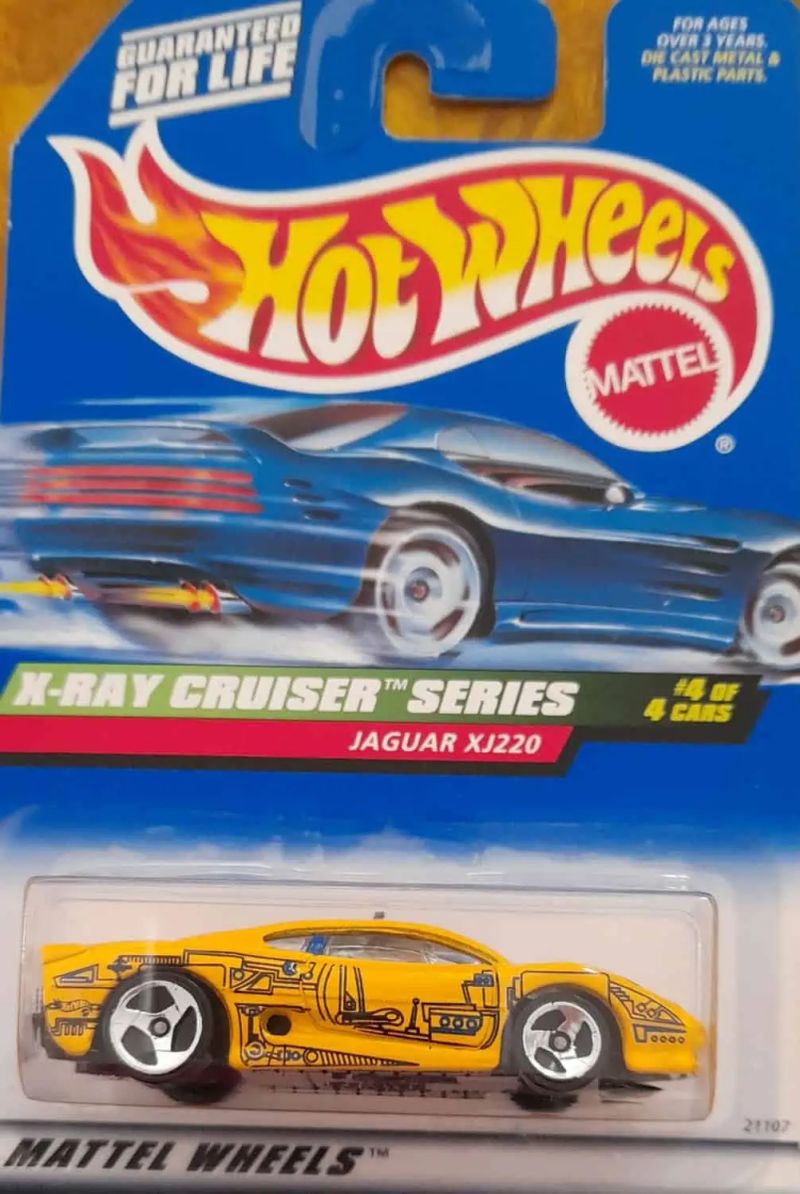 GUARANTEED
FOR LIFE
FOR AGES
OVER 3 YEARS.
DIE CAST METAL &
PLASTIC PARTS.
HOT WHEELS
MATTEL
®
X-RAY CRUISER™ SERIES
#4 OF
4 CARS
JAGUAR XJ220
21107
MATTEL WHEELS™